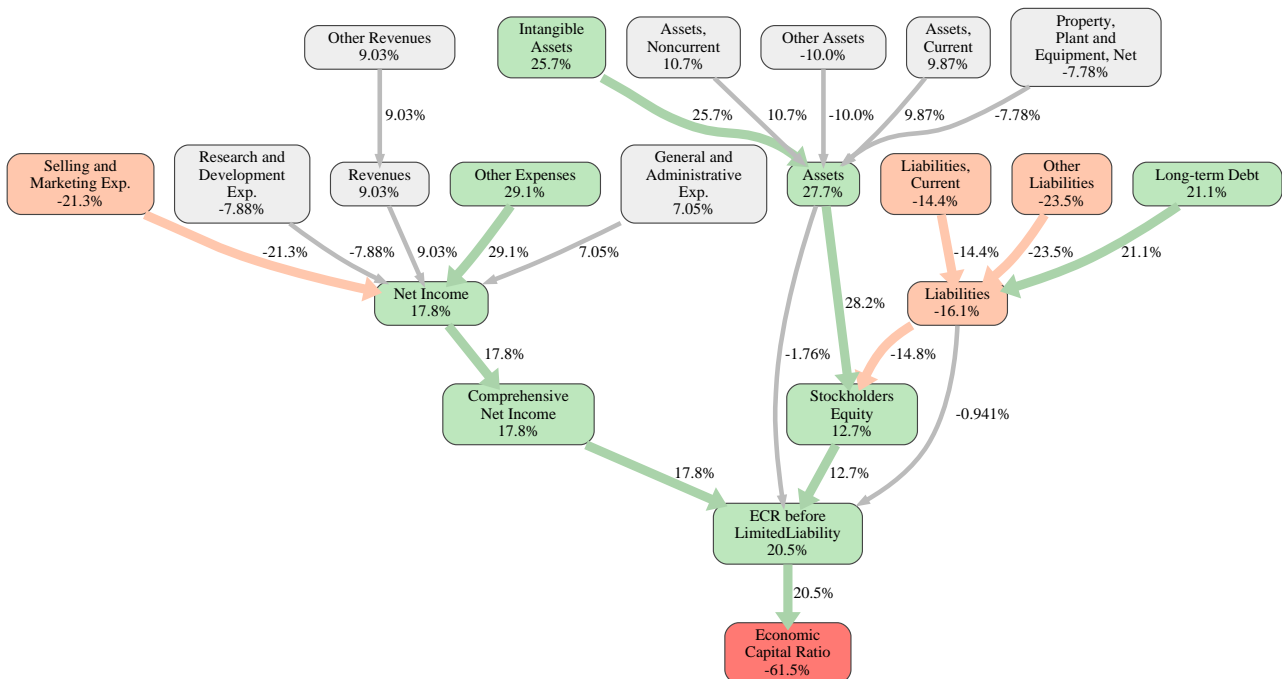 Other Revenues
9.03%
Intangible
Assets
25.7%
Assets,
Noncurrent
10.7%
Other Assets
-10.0%
Assets,
Current
9.87%
Property,
Plant and
Equipment, Net
-7.78%
9.03%
25.7%
10.7%
-10.0%
9.87%
-7.78%
Selling and
Marketing Exp.
-21.3%
Research and
Development
Exp.
-7.88%
Revenues
9.03%
Other Expenses
29.1%
General and
Administrative
Exp.
7.05%
Assets
27.7%
Liabilities,
Current
-14.4%
Other
Liabilities
-23.5%
Long-term Debt
21.1%
-21.3%
-7.88%
9.03%
29.1%
7.05%
-14.4%
-23.5%
21.1%
Net Income
17.8%
28.2%
Liabilities
-16.1%
17.8%
-1.76%
-14.8%
Comprehensive
Net Income
17.8%
Stockholders
Equity
12.7%
-0.941%
17.8%
12.7%
ECR before
LimitedLiability
20.5%
20.5%
Economic
Capital Ratio
-61.5%